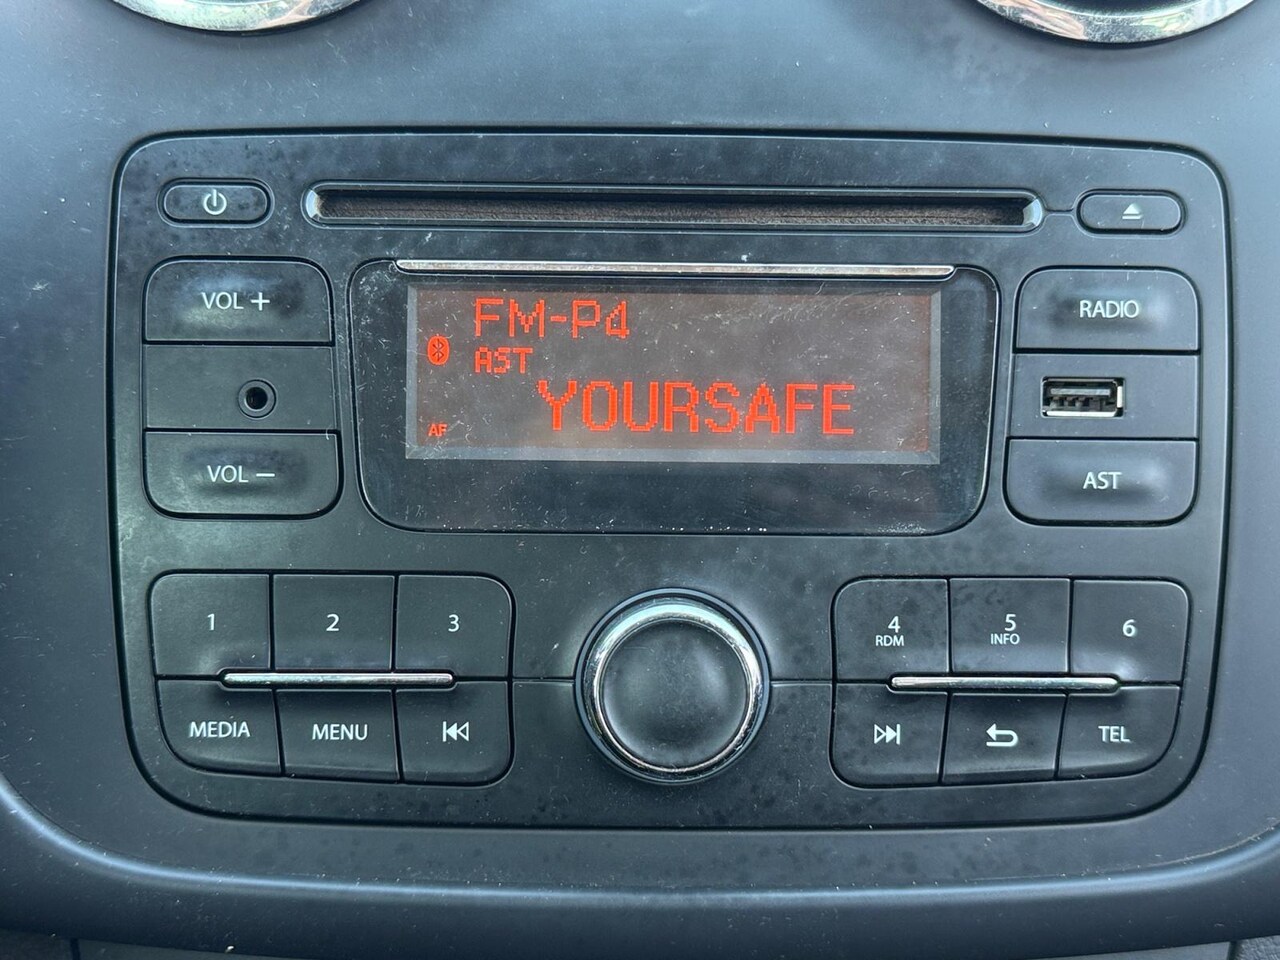 FM-P4
AST
YOURSAFE
AF
VOL +
VOL –
RADIO
AST
1
2
3
4
RDM
5
INFO
6
MEDIA
MENU
TEL